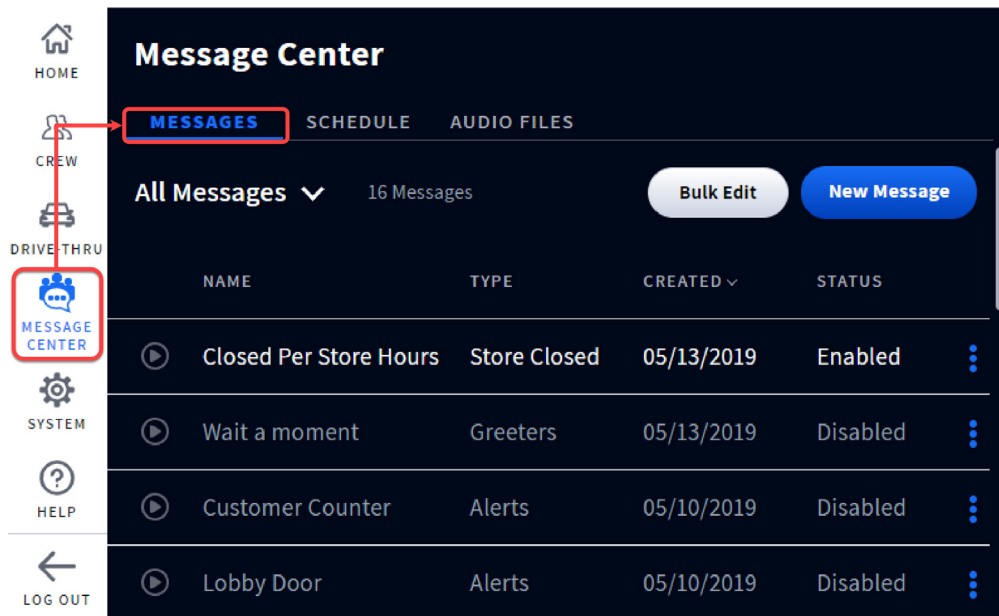 HOME
CREW
DRIVE-THRU
MESSAGE
CENTER
SYSTEM
HELP
LOG OUT
Message Center
MESSAGES SCHEDULE AUDIO FILES
All Messages 16 Messages Bulk Edit New Message
NAME TYPE CREATED STATUS
Closed Per Store Hours Store Closed 05/13/2019 Enabled
Wait a moment Greeters 05/13/2019 Disabled
Customer Counter Alerts 05/10/2019 Disabled
Lobby Door Alerts 05/10/2019 Disabled